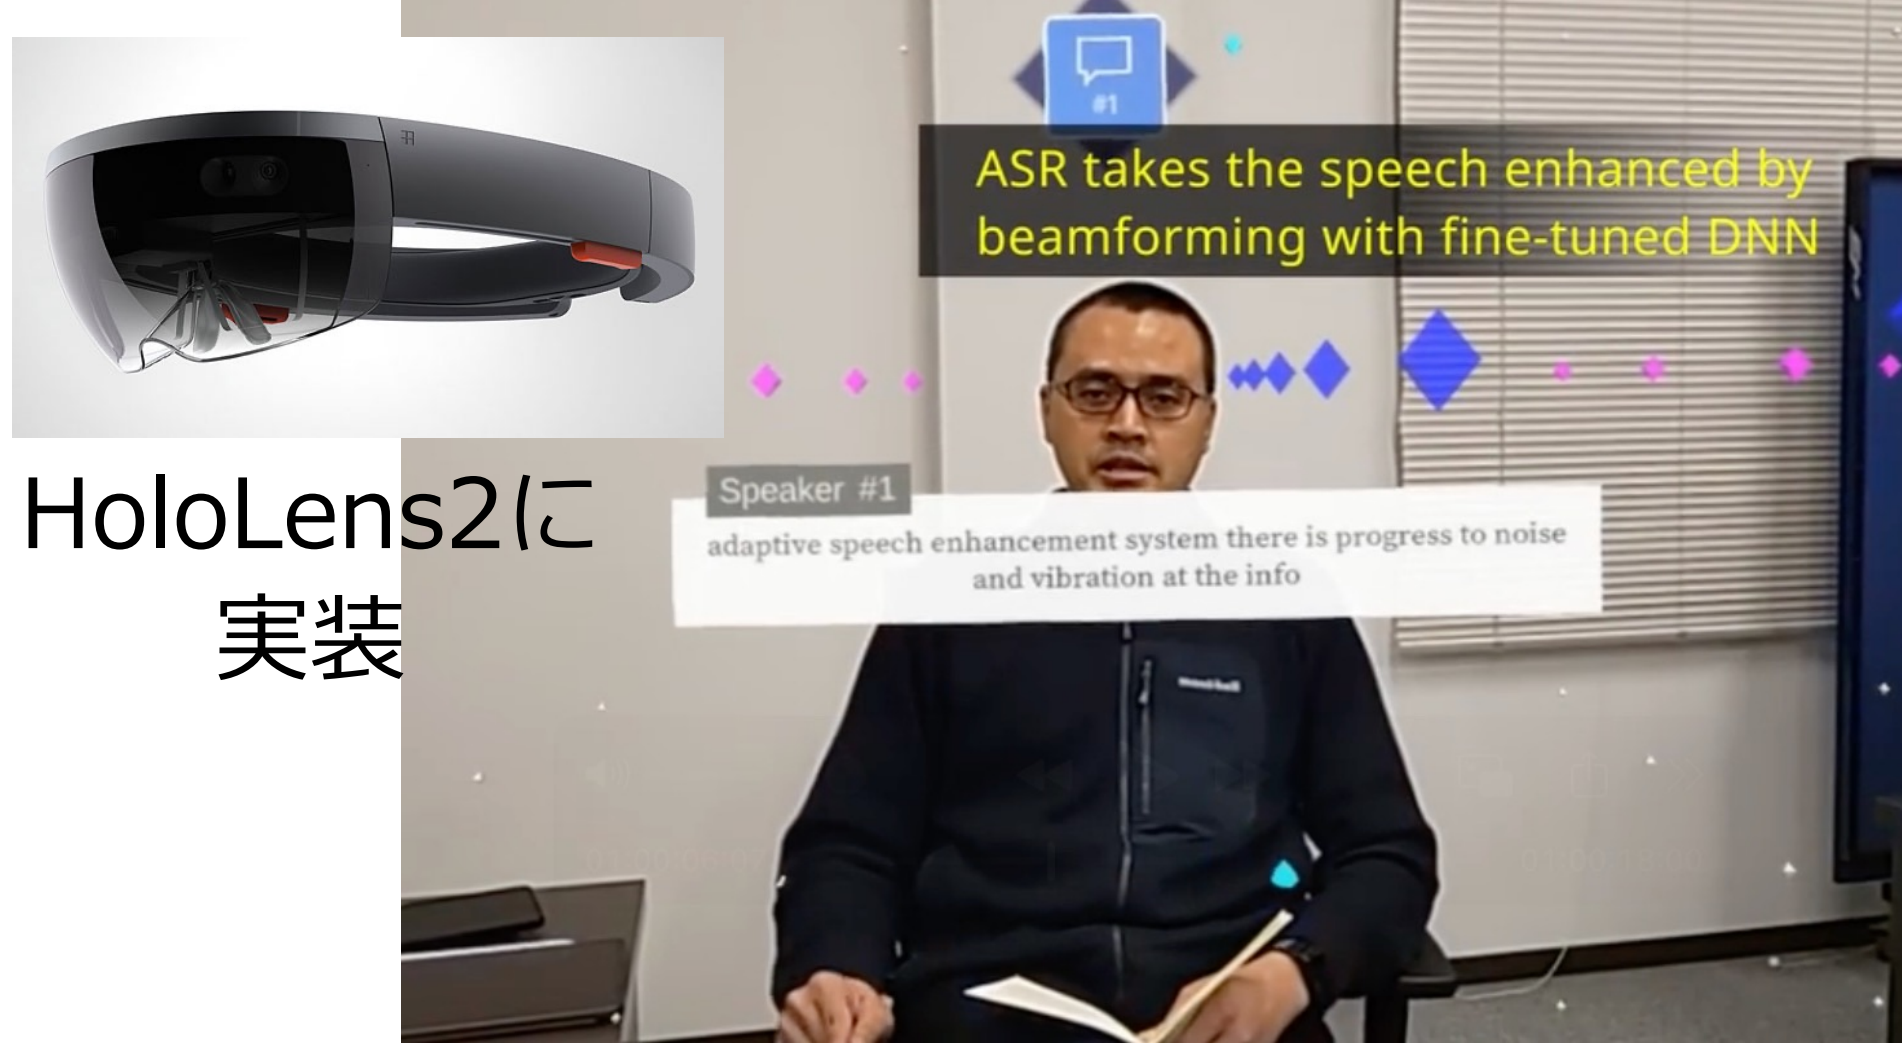 #1
ASR takes the speech enhanced by
beamforming with fine-tuned DNN
HoloLens2に
実装
Speaker #1
adaptive speech enhancement system there is progress to noise
and vibration at the info
mont-bell